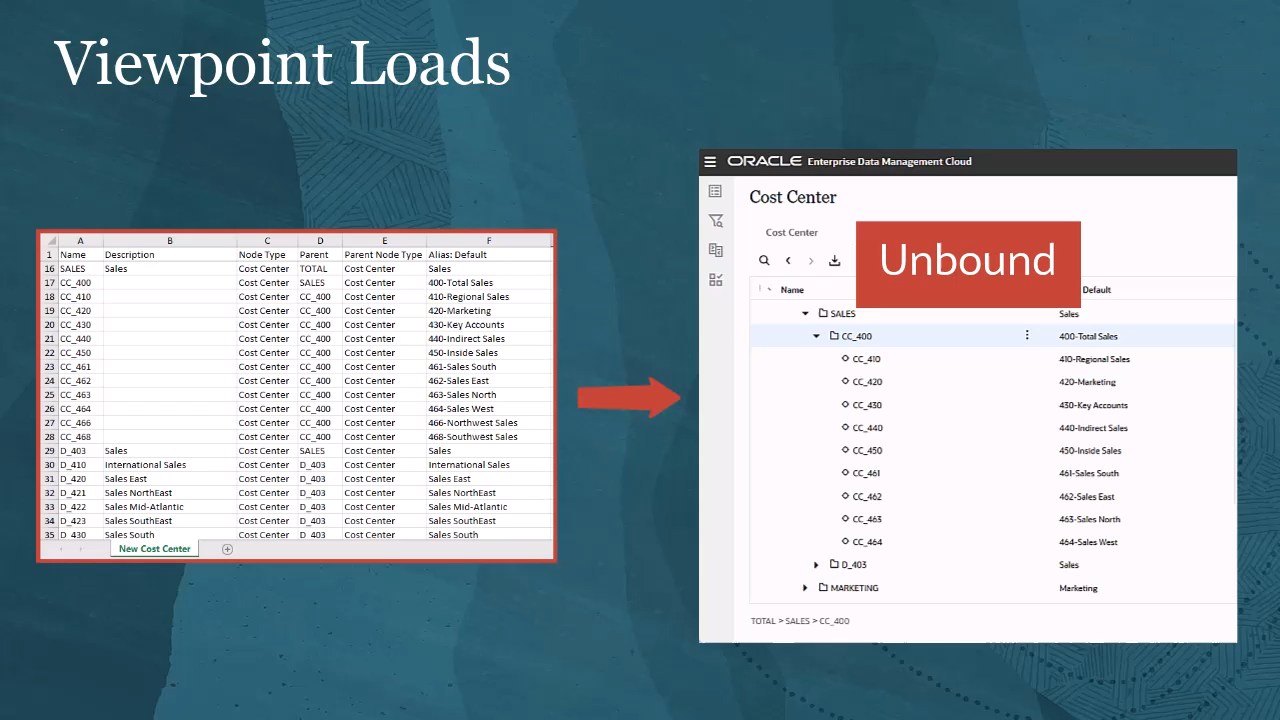 Viewpoint Loads
A B C D E F
1 Name Description Node Type Parent Parent Node Type Alias: Default
16 SALES Sales Cost Center TOTAL Cost Center Sales
17 CC_400 Cost Center SALES Cost Center 400-Total Sales
18 CC_410 Cost Center CC_400 Cost Center 410-Regional Sales
19 CC_420 Cost Center CC_400 Cost Center 420-Marketing
20 CC_430 Cost Center CC_400 Cost Center 430-Key Accounts
21 CC_440 Cost Center CC_400 Cost Center 440-Indirect Sales
22 CC_450 Cost Center CC_400 Cost Center 450-Inside Sales
23 CC_461 Cost Center CC_400 Cost Center 461-Sales South
24 CC_462 Cost Center CC_400 Cost Center 462-Sales East
25 CC_463 Cost Center CC_400 Cost Center 463-Sales North
26 CC_464 Cost Center CC_400 Cost Center 464-Sales West
27 CC_466 Cost Center CC_400 Cost Center 466-Northwest Sales
28 CC_468 Cost Center CC_400 Cost Center 468-Southwest Sales
29 D_403 Sales Cost Center SALES Cost Center Sales
30 D_410 International Sales Cost Center D_403 Cost Center International Sales
31 D_420 Sales East Cost Center D_403 Cost Center Sales East
32 D_421 Sales NorthEast Cost Center D_403 Cost Center Sales NorthEast
33 D_422 Sales Mid-Atlantic Cost Center D_403 Cost Center Sales Mid-Atlantic
34 D_423 Sales SouthEast Cost Center D_403 Cost Center Sales SouthEast
35 D_430 Sales South Cost Center D_403 Cost Center Sales South
New Cost Center
ORACLE Enterprise Data Management Cloud
Cost Center
Cost Center
Unbound
Name Default
SALES Sales
CC_400 400-Total Sales
CC_410 410-Regional Sales
CC_420 420-Marketing
CC_430 430-Key Accounts
CC_440 440-Indirect Sales
CC_450 450-Inside Sales
CC_461 461-Sales South
CC_462 462-Sales East
CC_463 463-Sales North
CC_464 464-Sales West
D_403 Sales
MARKETING Marketing
TOTAL > SALES > CC_400